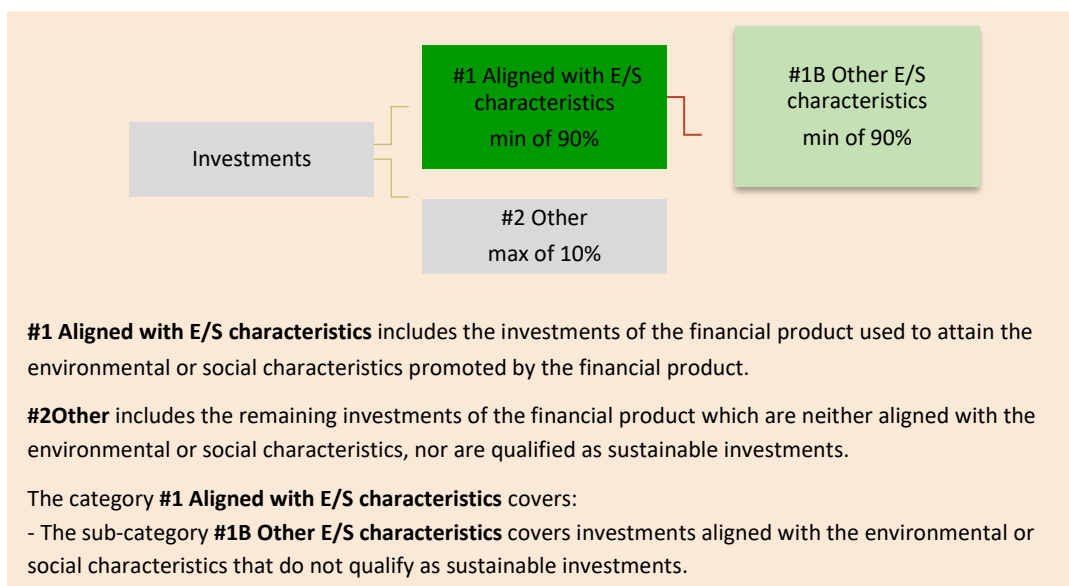 #1 Aligned with E/S
characteristics
min of 90%
#1B Other E/S
characteristics
min of 90%
Investments
#2 Other
max of 10%
#1 Aligned with E/S characteristics includes the investments of the financial product used to attain the
environmental or social characteristics promoted by the financial product.
#2Other includes the remaining investments of the financial product which are neither aligned with the
environmental or social characteristics, nor are qualified as sustainable investments.
The category #1 Aligned with E/S characteristics covers:
- The sub-category #1B Other E/S characteristics covers investments aligned with the environmental or
social characteristics that do not qualify as sustainable investments.